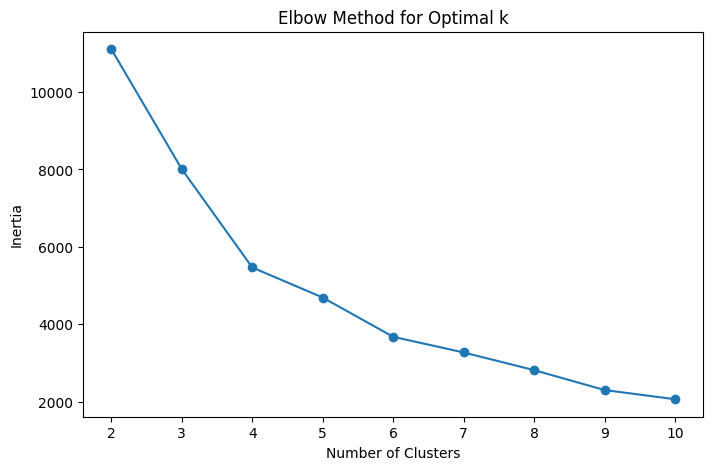 Elbow Method for Optimal k
Inertia
10000
8000
6000
4000
2000
2 3 4 5 6 7 8 9 10
Number of Clusters